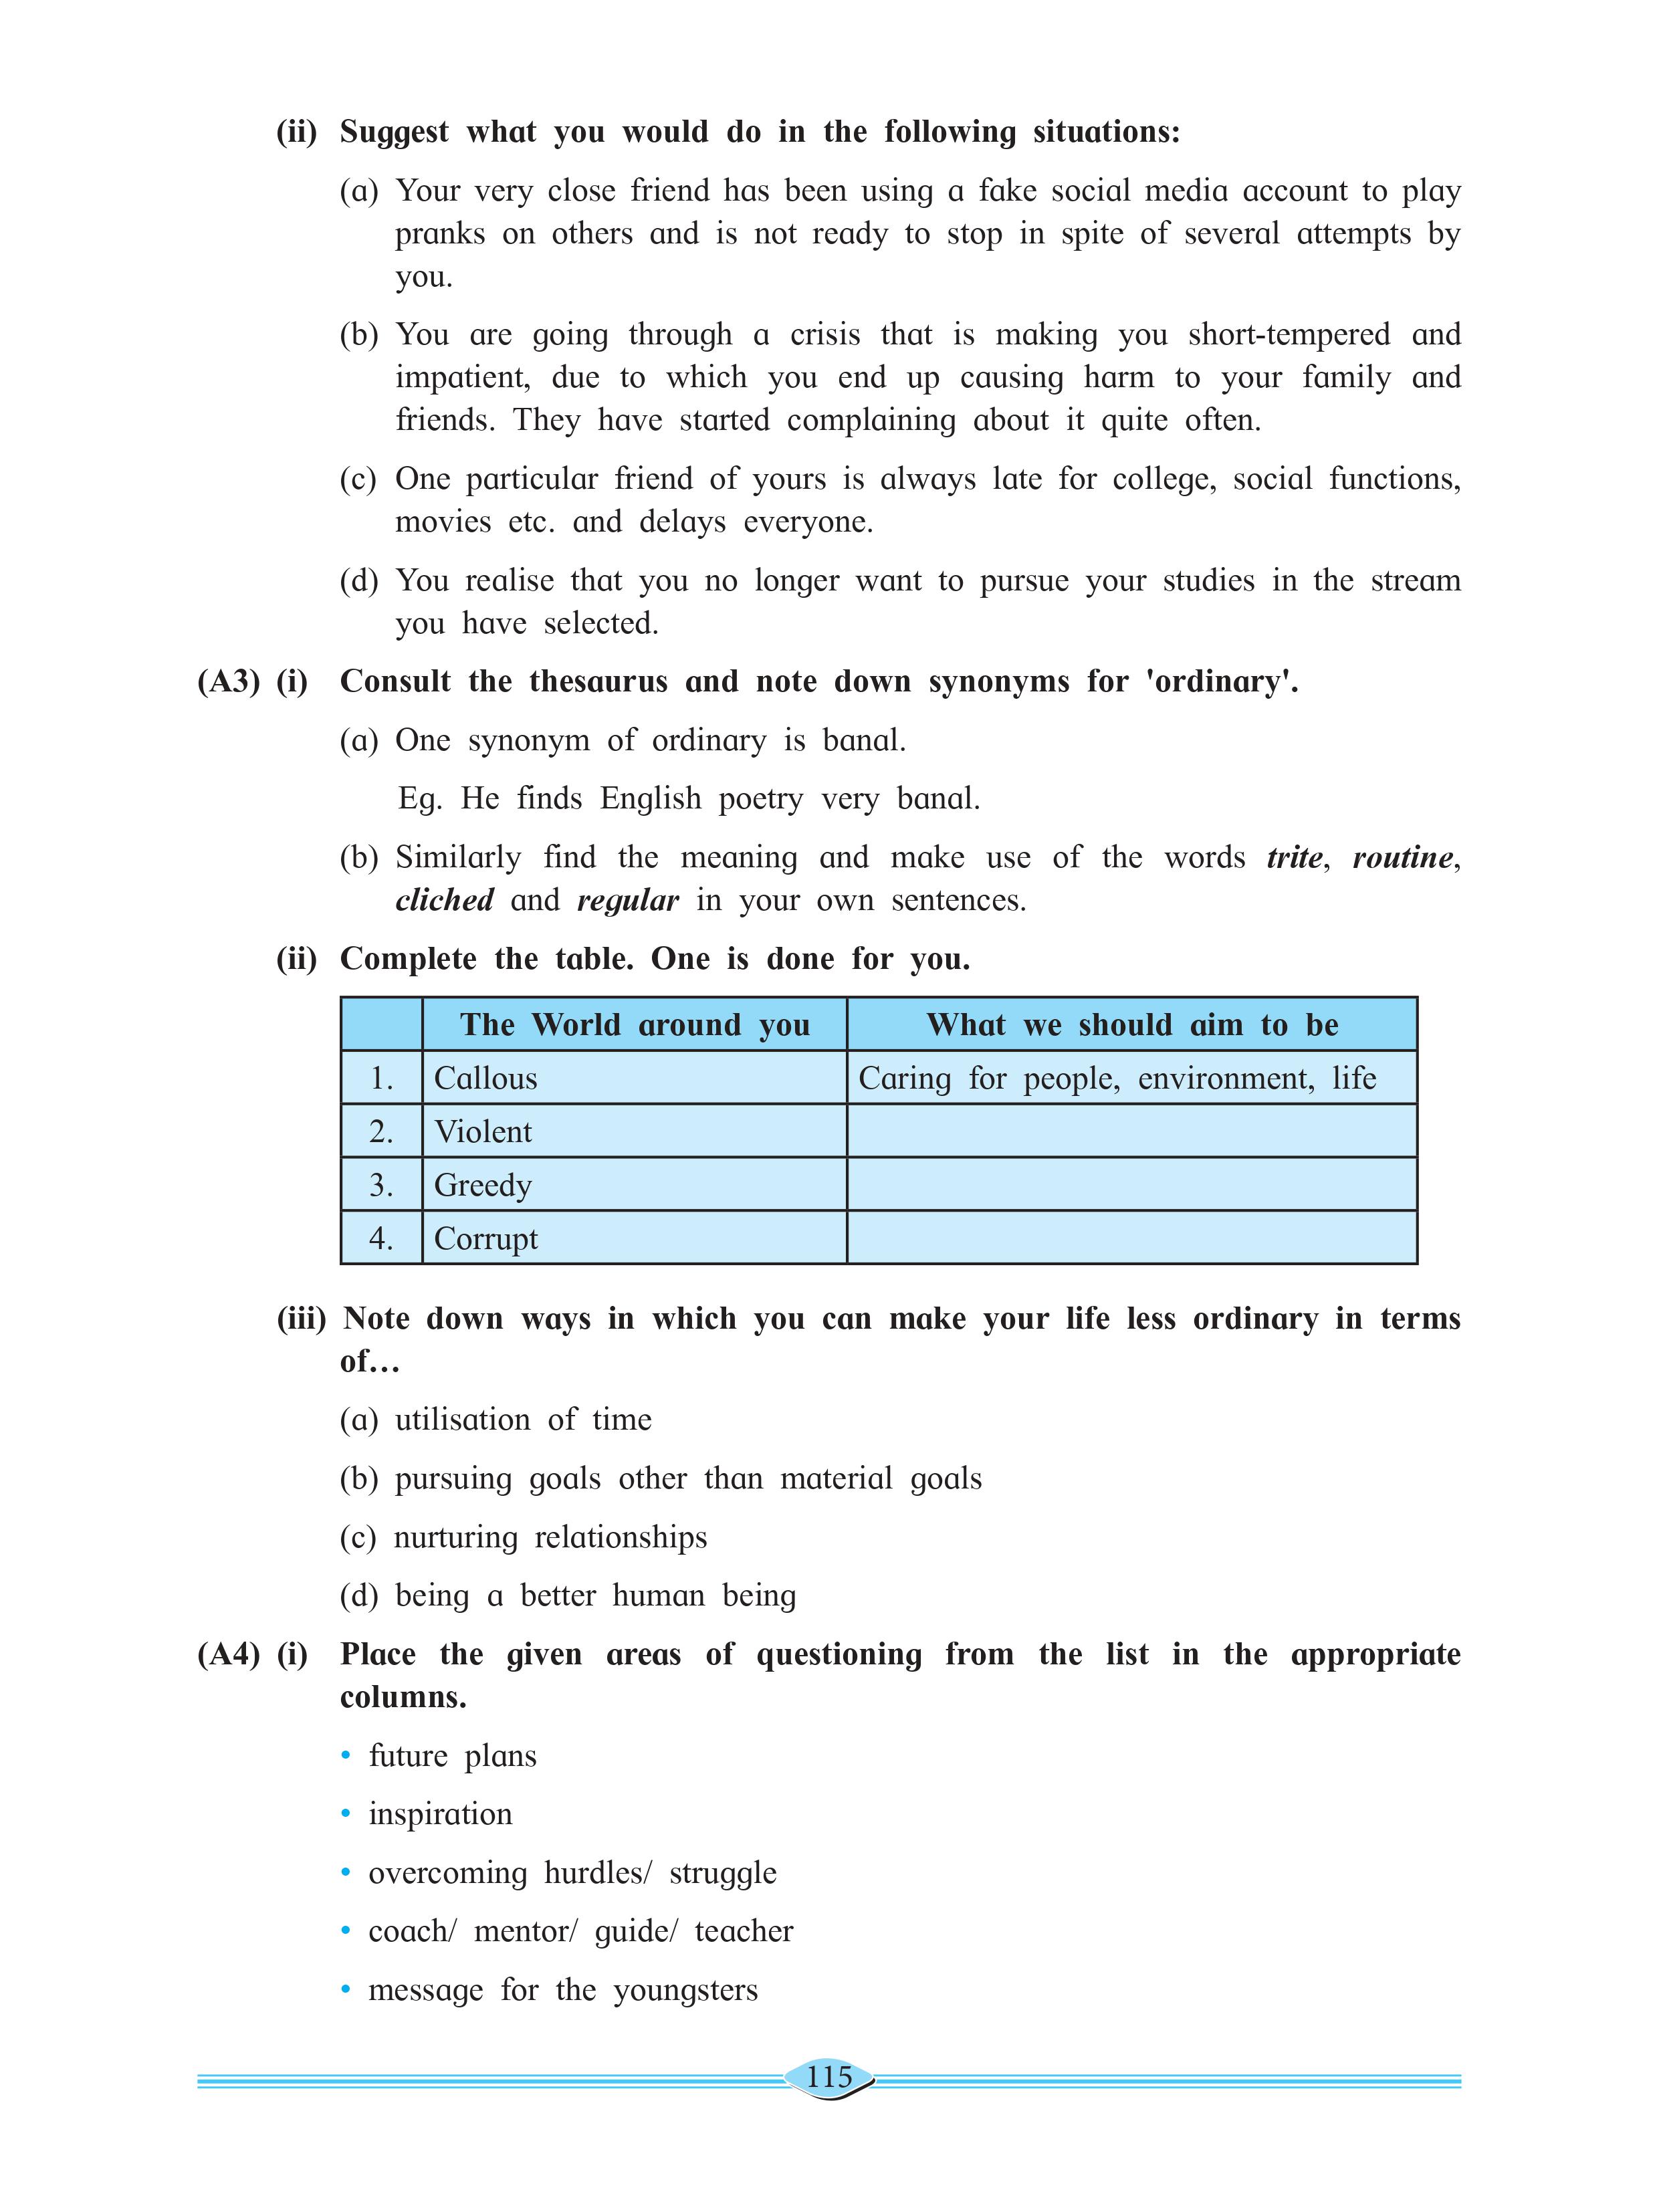 (ii) Suggest what you would do in the following situations:
(a) Your very close friend has been using a fake social media account to play
pranks on others and is not ready to stop in spite of several attempts by
you.
(b) You are going through a crisis that is making you short-tempered and
impatient, due to which you end up causing harm to your family and
friends. They have started complaining about it quite often.
(c) One particular friend of yours is always late for college, social functions,
movies etc. and delays everyone.
(d) You realise that you no longer want to pursue your studies in the stream
you have selected.
(A3) (i) Consult the thesaurus and note down synonyms for 'ordinary'.
(a) One synonym of ordinary is banal.
Eg. He finds English poetry very banal.
(b) Similarly find the meaning and make use of the words trite, routine,
cliched and regular in your own sentences.
(ii) Complete the table. One is done for you.
The World around you What we should aim to be
1. Callous Caring for people, environment, life
2. Violent
3. Greedy
4. Corrupt
(iii) Note down ways in which you can make your life less ordinary in terms
of...
(a) utilisation of time
(b) pursuing goals other than material goals
(c) nurturing relationships
(d) being a better human being
(A4) (i) Place the given areas of questioning from the list in the appropriate
columns.
• future plans
• inspiration
• overcoming hurdles/ struggle
• coach/ mentor/ guide/ teacher
• message for the youngsters
115